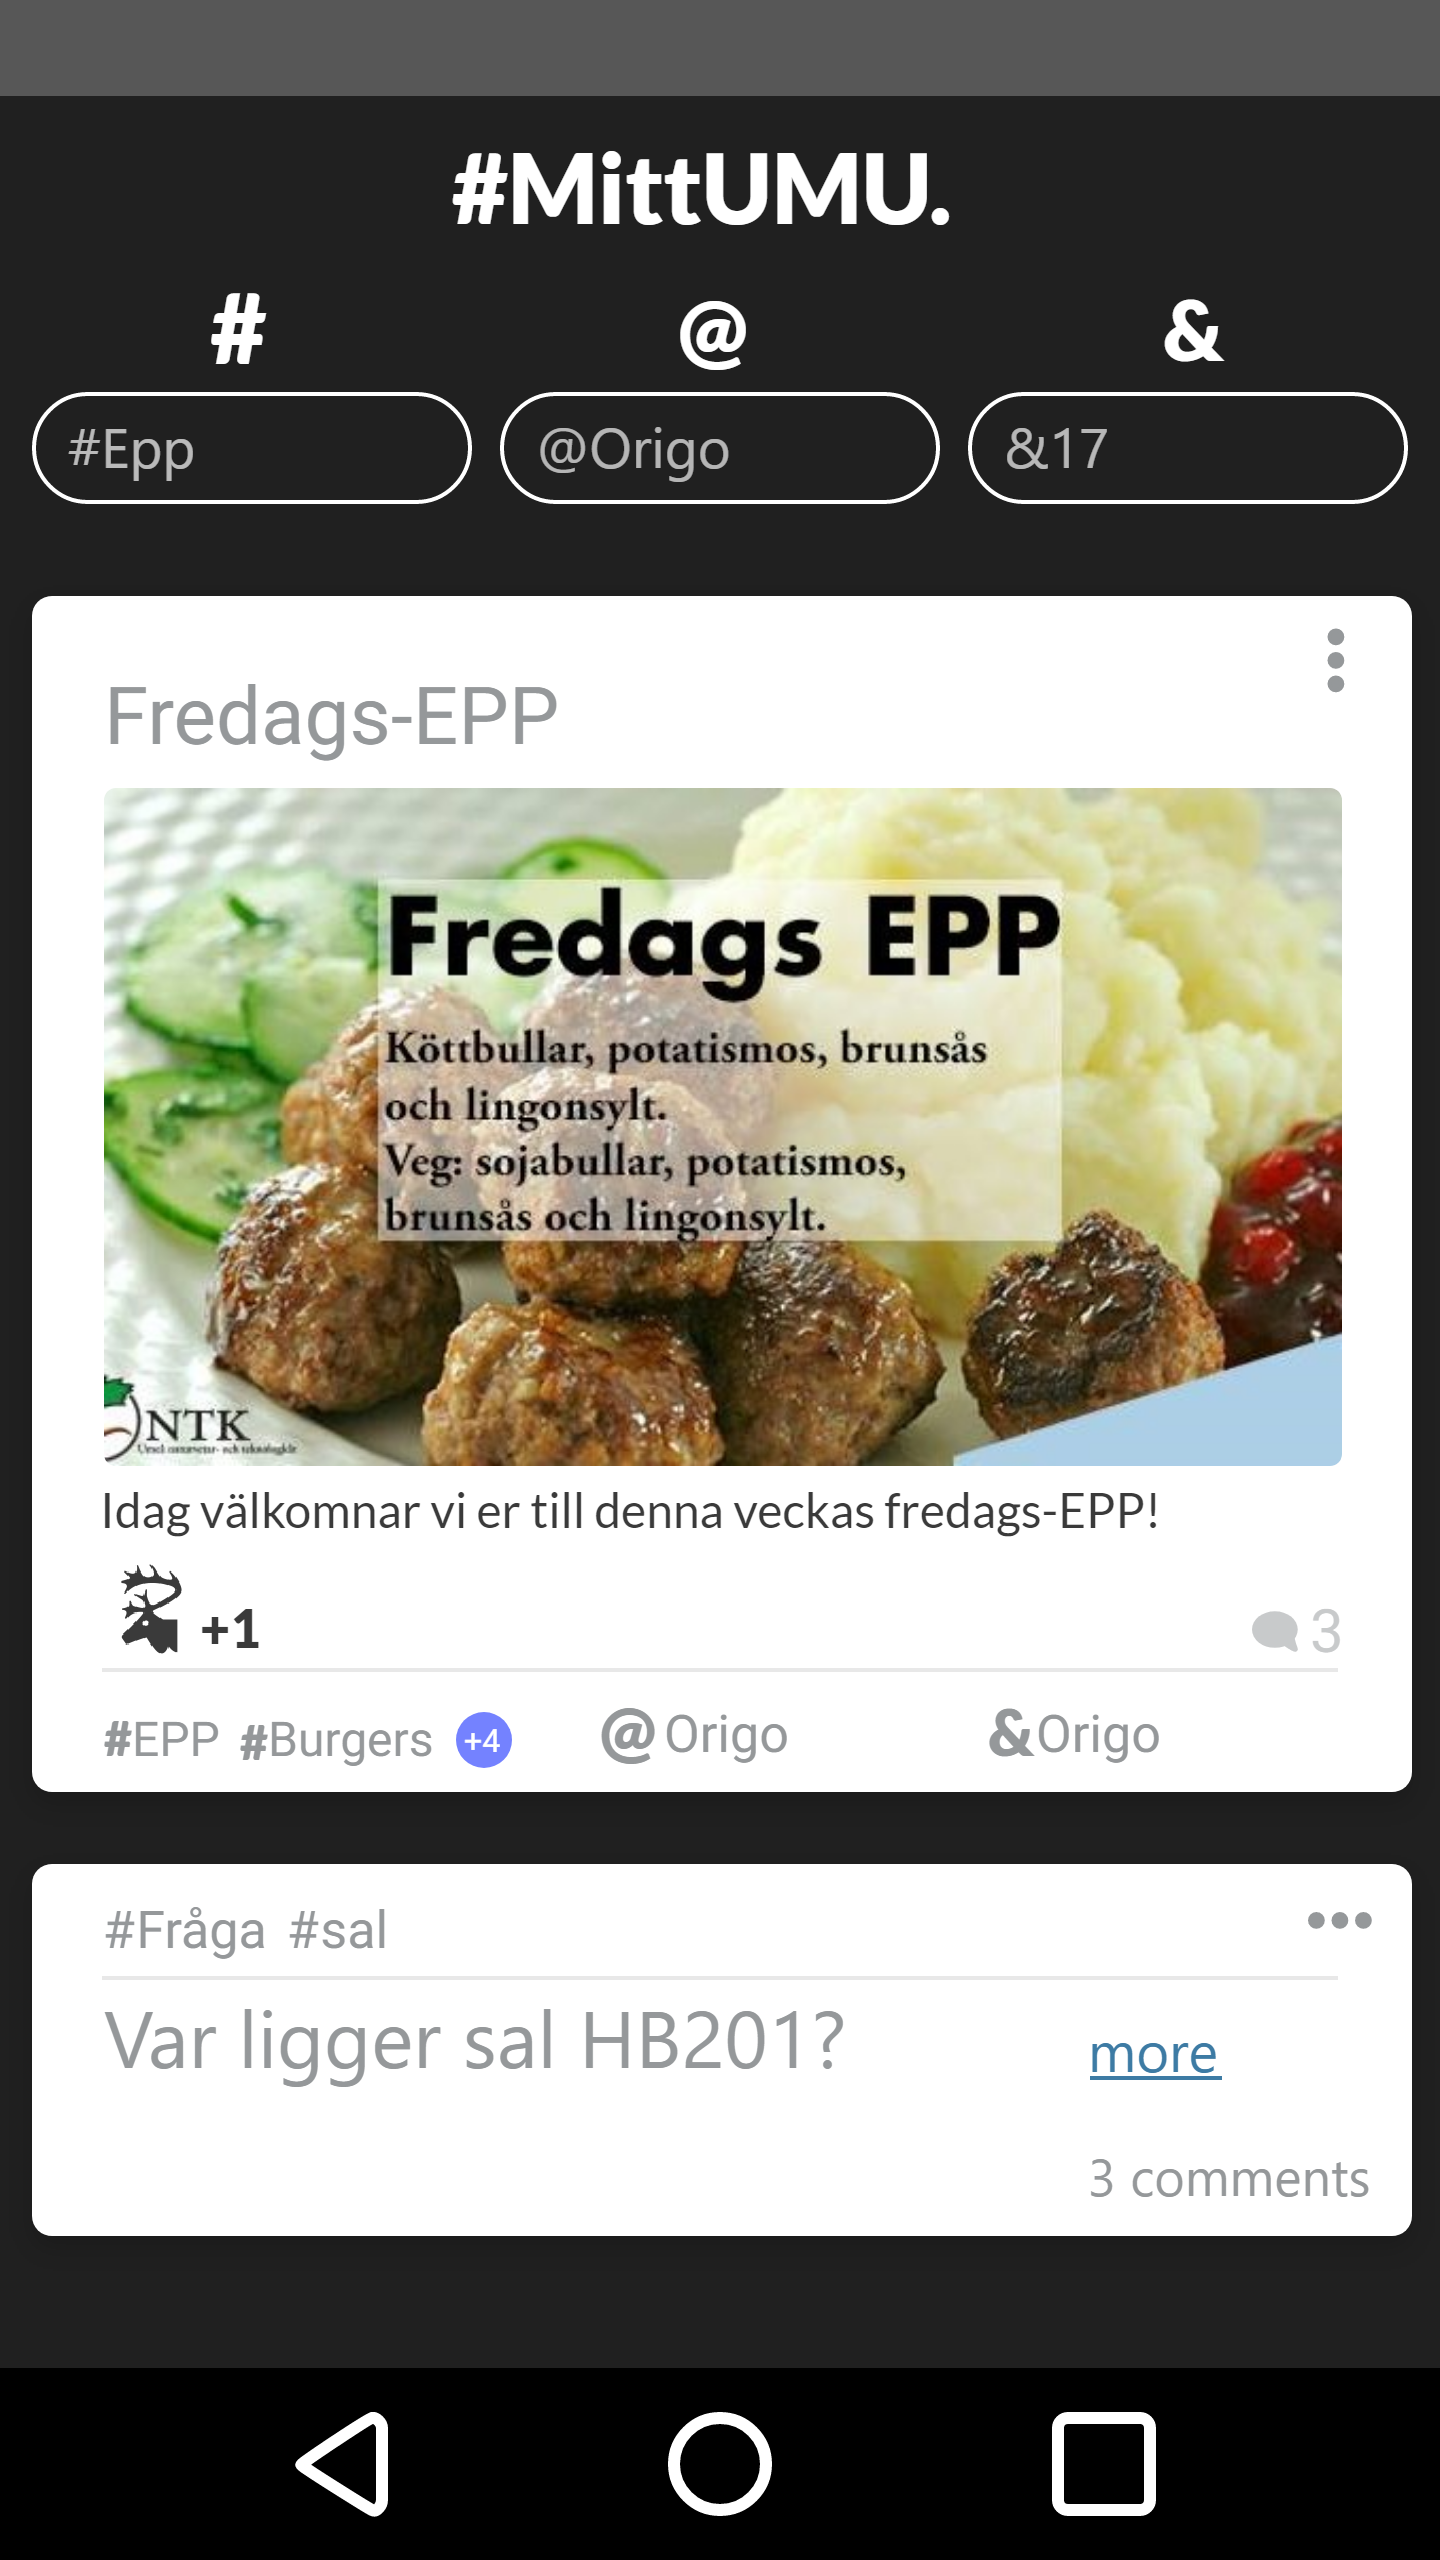 #MittUMU.
# @ &
#Epp @Origo &17
Fredags-EPP
Fredags EPP
Köttbullar, potatismos, brunsås
och lingonsylt.
Veg: sojabullar, potatismos,
brunsås och lingonsylt.
NTK
Idag välkomnar vi er till denna veckas fredags-EPP!
+1 3
#EPP #Burgers +4 @Origo &Origo
#Fråga #sal
Var ligger sal HB201? more
3 comments